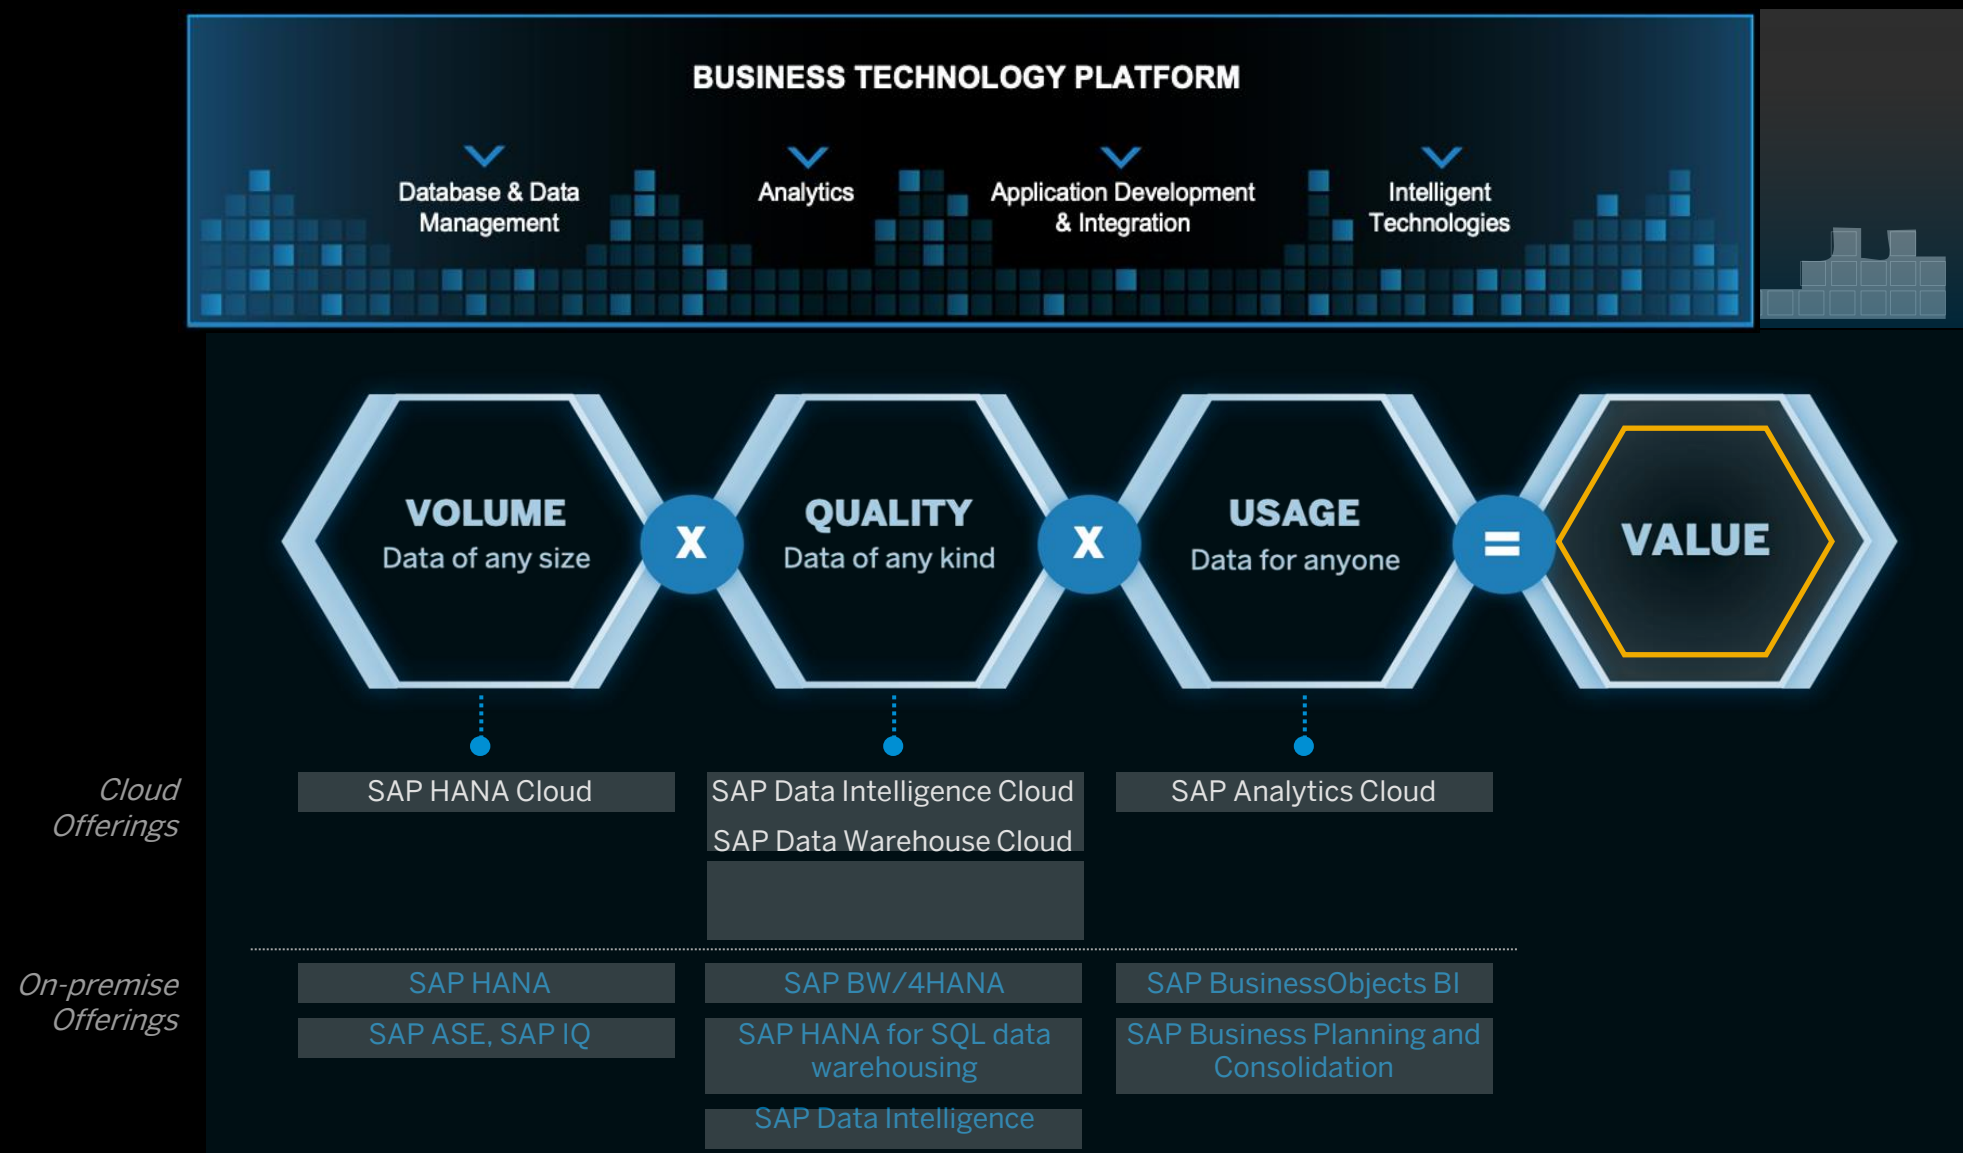 BUSINESS TECHNOLOGY PLATFORM
Database & Data
Management
Analytics
Application Development
& Integration
Intelligent
Technologies
VOLUME
Data of any size
X
QUALITY
Data of any kind
X
USAGE
Data for anyone
=
VALUE
Cloud
Offerings
SAP HANA Cloud
SAP Data Intelligence Cloud
SAP Data Warehouse Cloud
SAP Analytics Cloud
On-premise
Offerings
SAP HANA
SAP ASE, SAP IQ
SAP BW/4HANA
SAP HANA for SQL data
warehousing
SAP Data Intelligence
SAP BusinessObjects BI
SAP Business Planning and
Consolidation